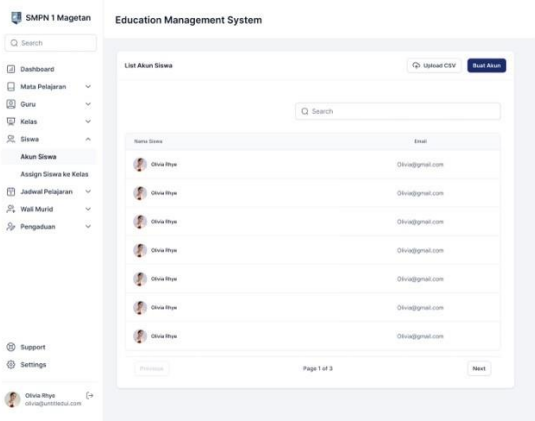 SMPN 1 Magetan
Search
Dashboard
Mata Pelajaran
Guru
Kelas
Siswa
Akun Siswa
Assign Siswa ke Kelas
Jadwal Pelajaran
Wali Murid
Pengaduan
Support
Settings
Olivia Rhye
olivia@untitledui.com
Education Management System
List Akun Siswa
Upload CSV
Buat Akun
Search
Nama Siswa Email
Olivia Rhye Olivia@gmail.com
Olivia Rhye Olivia@gmail.com
Olivia Rhye Olivia@gmail.com
Olivia Rhye Olivia@gmail.com
Olivia Rhye Olivia@gmail.com
Olivia Rhye Olivia@gmail.com
Olivia Rhye Olivia@gmail.com
Previous Page 1 of 3 Next